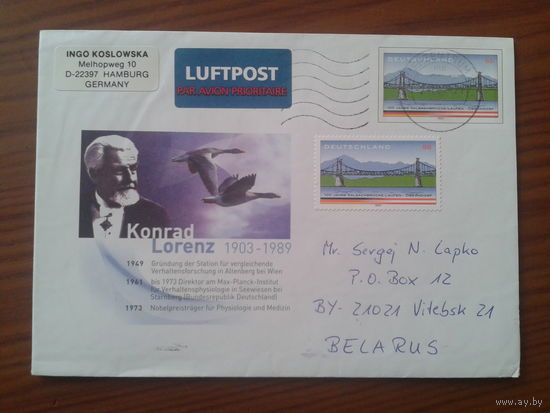 INGO KOSLOWSKA
Melhopweg 10
D-22397 HAMBURG
GERMANY
LUFTPOST
PAR AVION PRIORITAIRE
DEUTSCHLAND
DEUTSCHLAND
Konrad
Lorenz 1903-1989
1949 Gründung der Station für vergleichende
Verhaltensforschung in Altenberg bei Wien
1961 bis 1973 Direktor am Max-Planck-Institut
für Verhaltensphysiologie in Seewiesen bei
Starnberg (Bundesrepublik Deutschland)
1973 Nobelpreisträger für Physiologie und Medizin
Mr. Sergej N. Lapko
P.O. Box 12
BY-21021 Vitebsk 21
BELARUS
www.ay.by